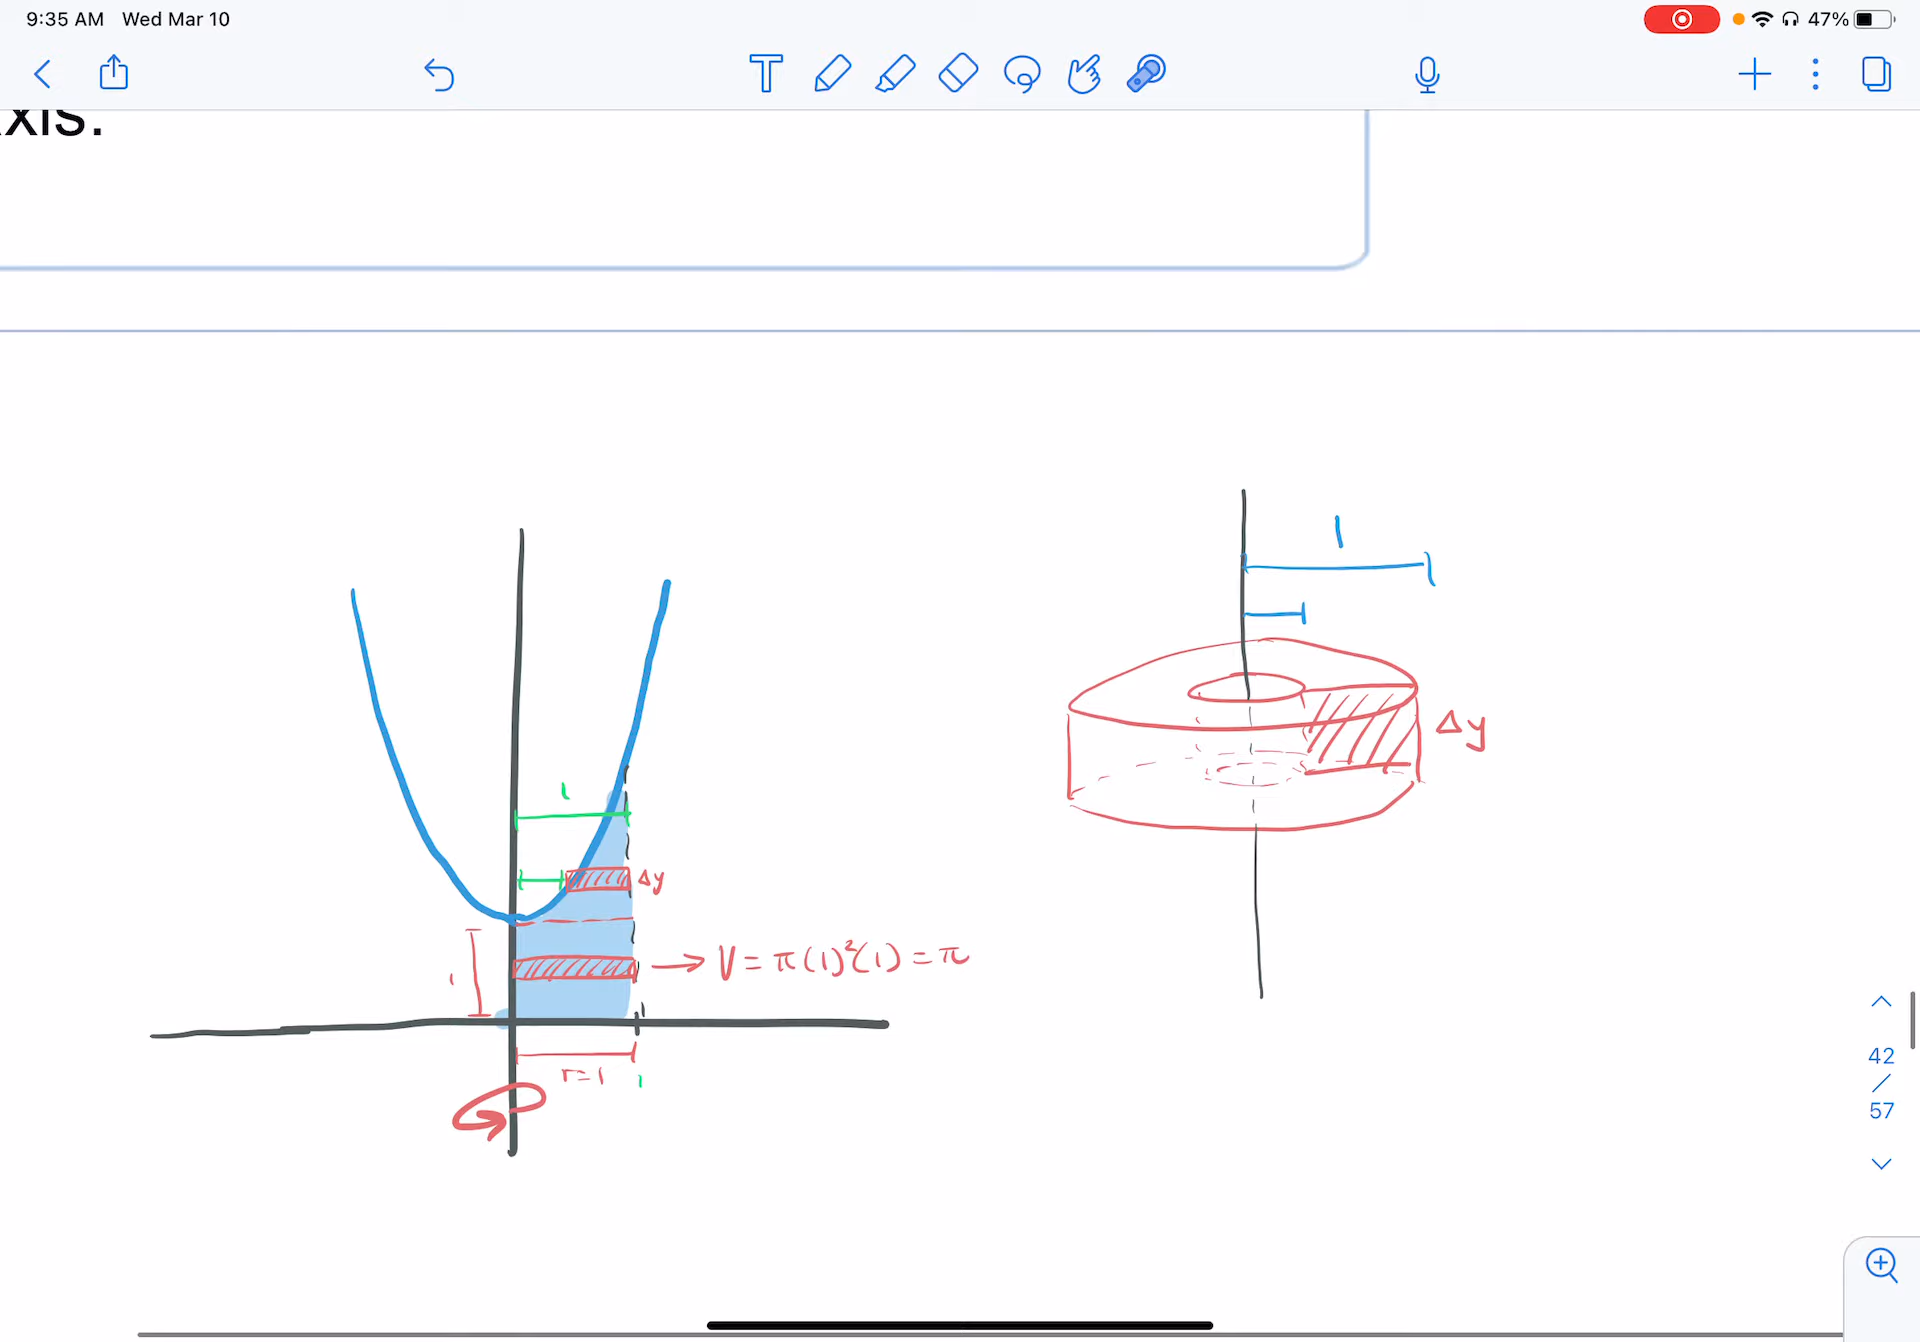 9:35 AM Wed Mar 10
47%
xis.
1
Δy
1
Δy
1
V = π(1)²(1) = π
1
r=1
1
42
/
57